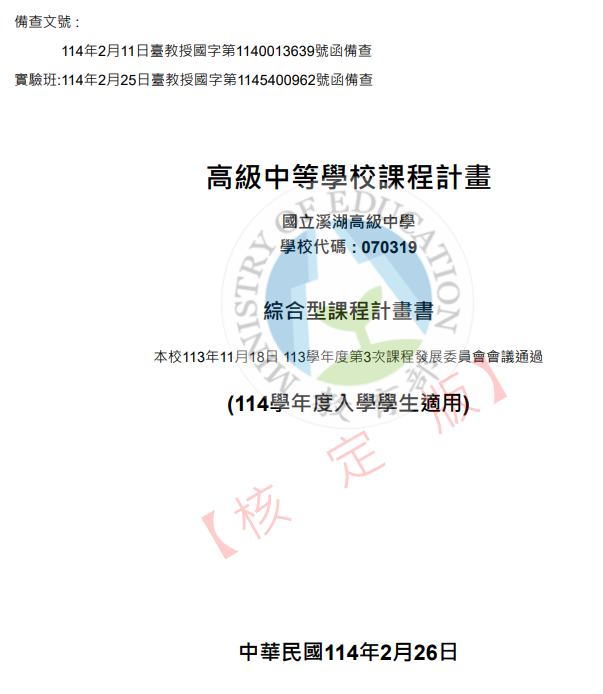 備查文號 :
114年2月11日臺教授國字第1140013639號函備查
實驗班:114年2月25日臺教授國字第1145400962號函備查
高級中等學校課程計畫
國立溪湖高級中學
學校代碼 : 070319
綜合型課程計畫書
本校113年11月18日 113學年度第3次課程發展委員會會議通過
(114學年度入學學生適用)
MINISTRY OF EDUCATION
教育部
【核定版】
中華民國114年2月26日